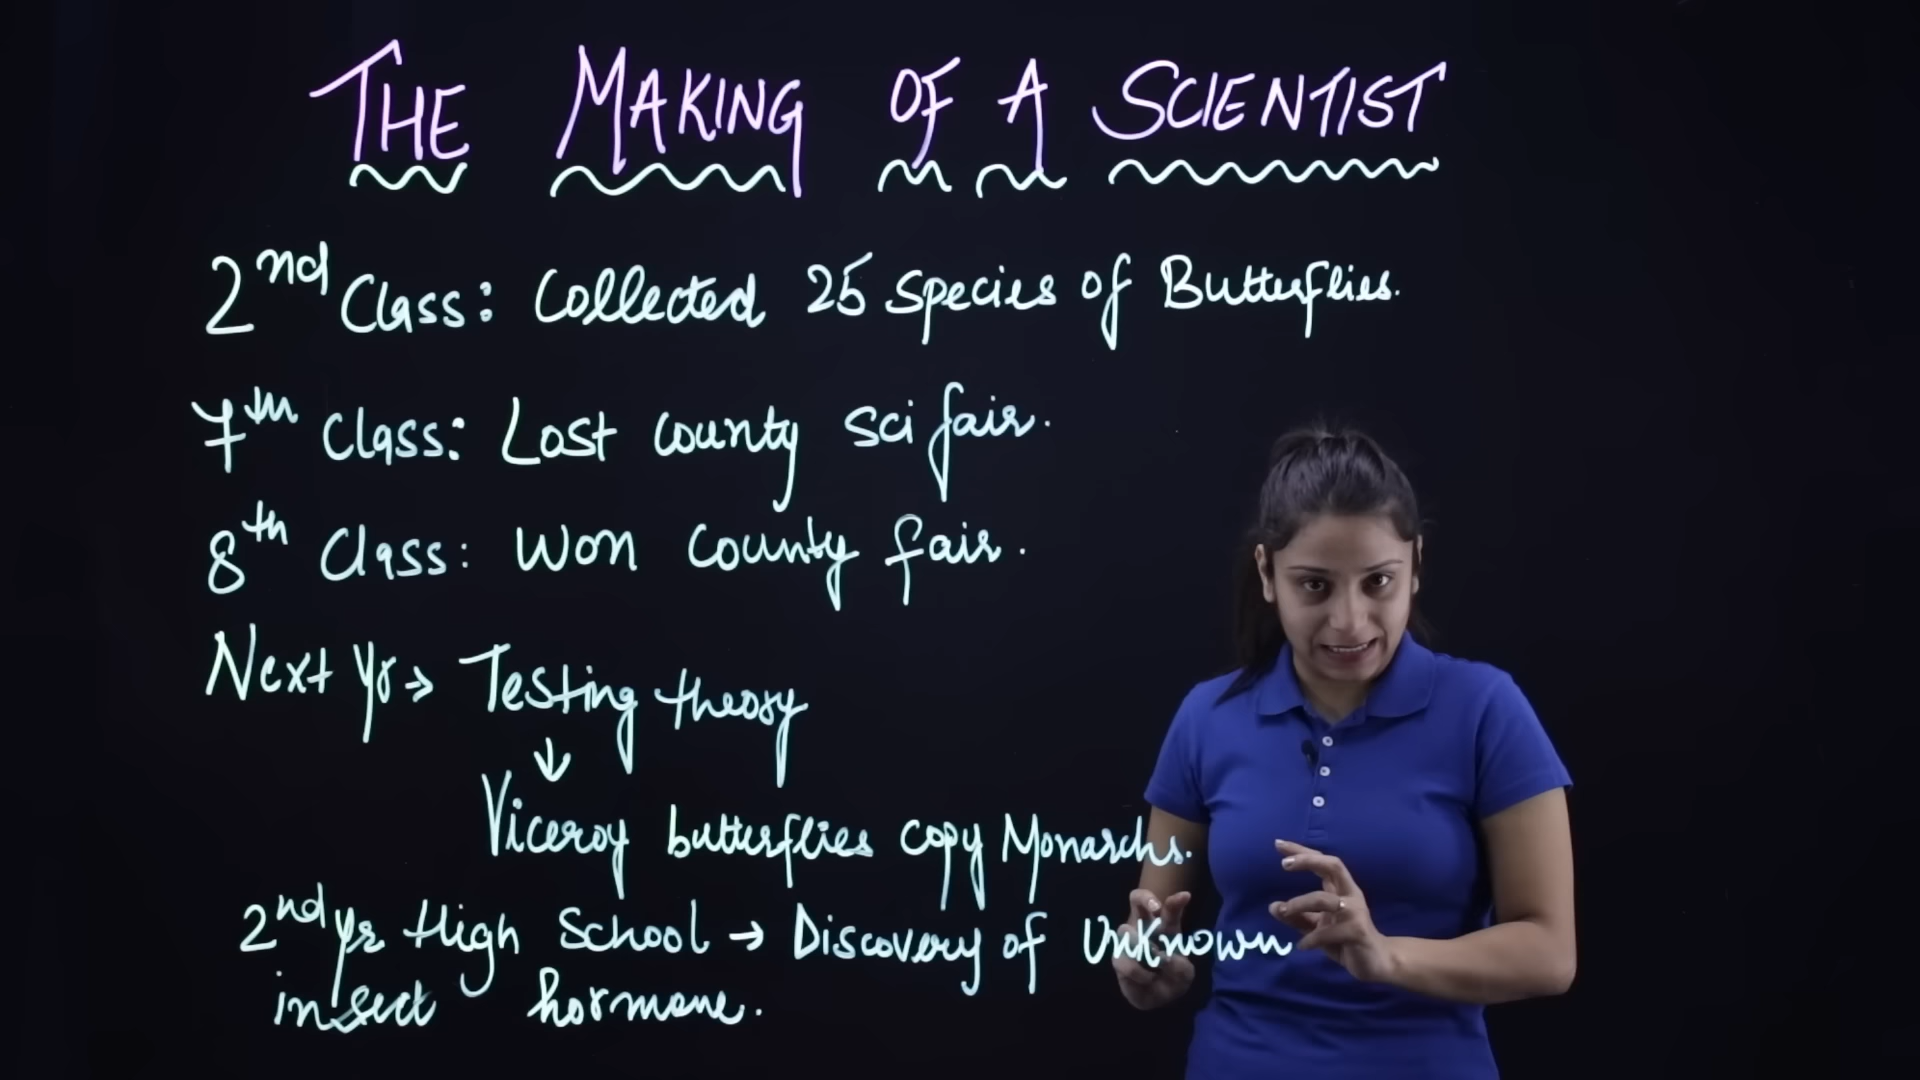 THE MAKING OF A SCIENTIST
2nd Class: Collected 25 Species of Butterflies.
7th Class: Lost county sci fair.
8th Class: Won county fair.
Next Yr → Testing theory
↓
Viceroy butterflies copy Monarchs.
2nd yr High School → Discovery of Unknown
insect hormone.